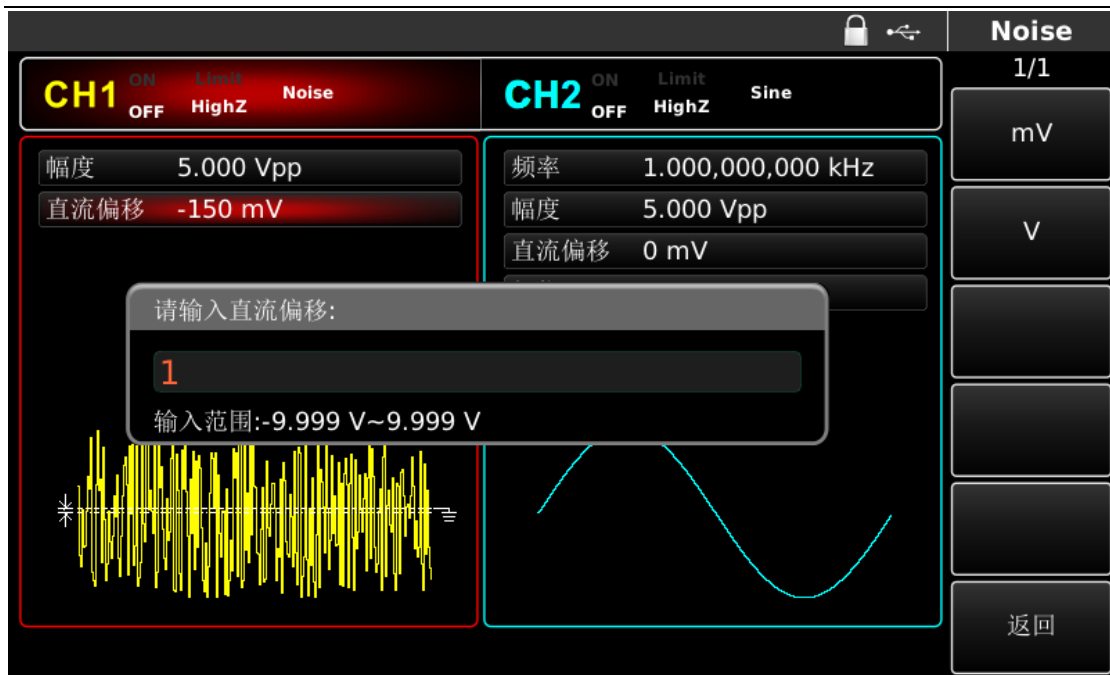 Noise
1/1
CH1 ON OFF Limit HighZ Noise
CH2 ON OFF Limit HighZ Sine
幅度 5.000 Vpp
直流偏移 -150 mV
频率 1.000,000,000 kHz
幅度 5.000 Vpp
直流偏移 0 mV
请输入直流偏移:
1
输入范围:-9.999 V~9.999 V
mV
V
返回